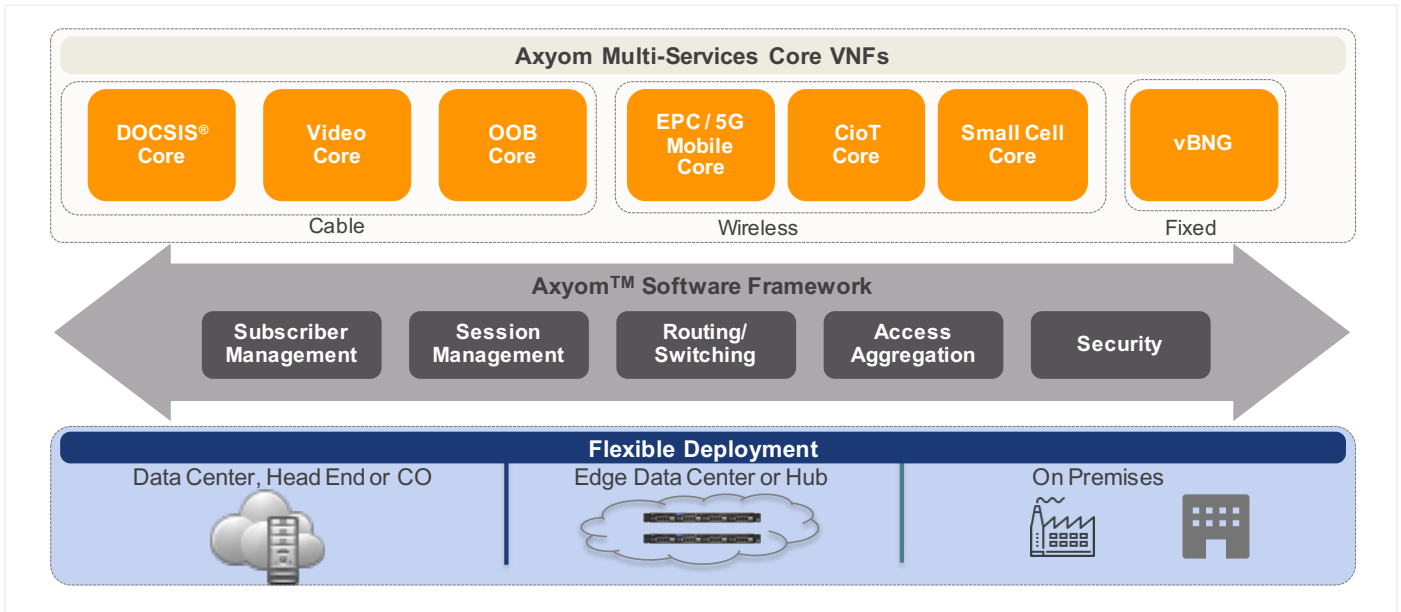 Axyom Multi-Services Core VNFs
DOCSIS®
Core
Video
Core
OOB
Core
EPC / 5G
Mobile
Core
CioT
Core
Small Cell
Core
vBNG
Cable
Wireless
Fixed
Axyom™ Software Framework
Subscriber
Management
Session
Management
Routing/
Switching
Access
Aggregation
Security
Flexible Deployment
Data Center, Head End or CO
Edge Data Center or Hub
On Premises